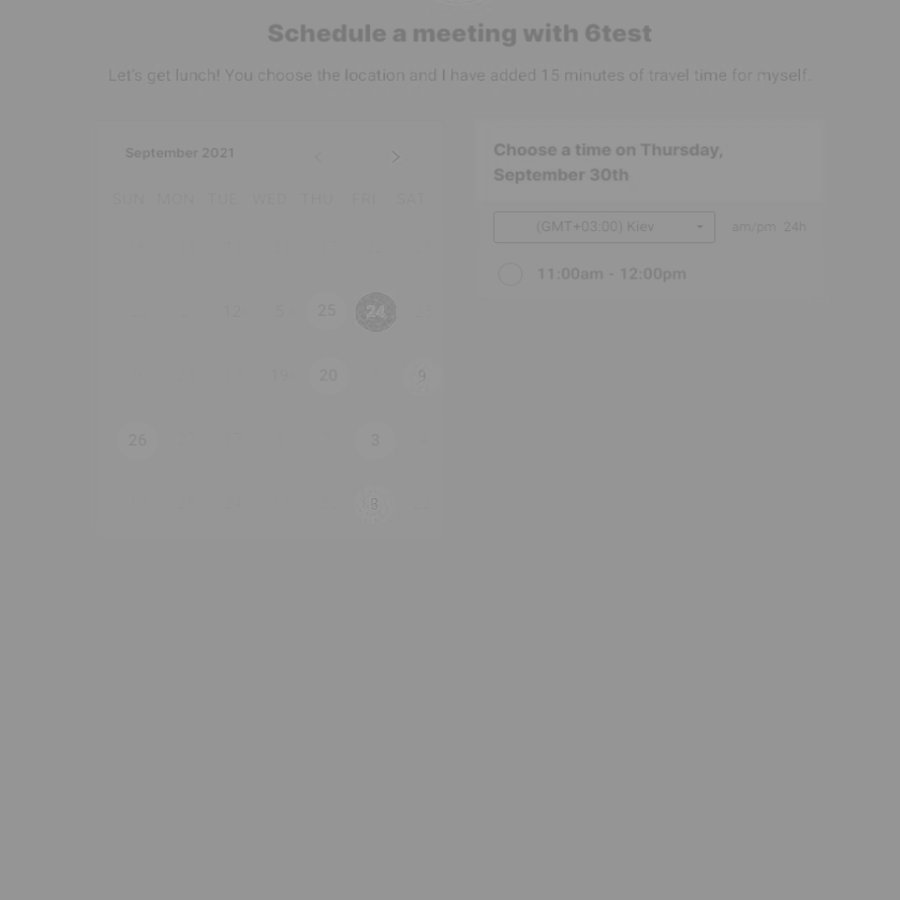 Schedule a meeting with 6test
Let's get lunch! You choose the location and I have added 15 minutes of travel time for myself.
September 2021
SUN MON TUE WED THU FRI SAT
12 25 24
19 20 9
26 3
8
Choose a time on Thursday,
September 30th
(GMT+03:00) Kiev am/pm 24h
11:00am - 12:00pm